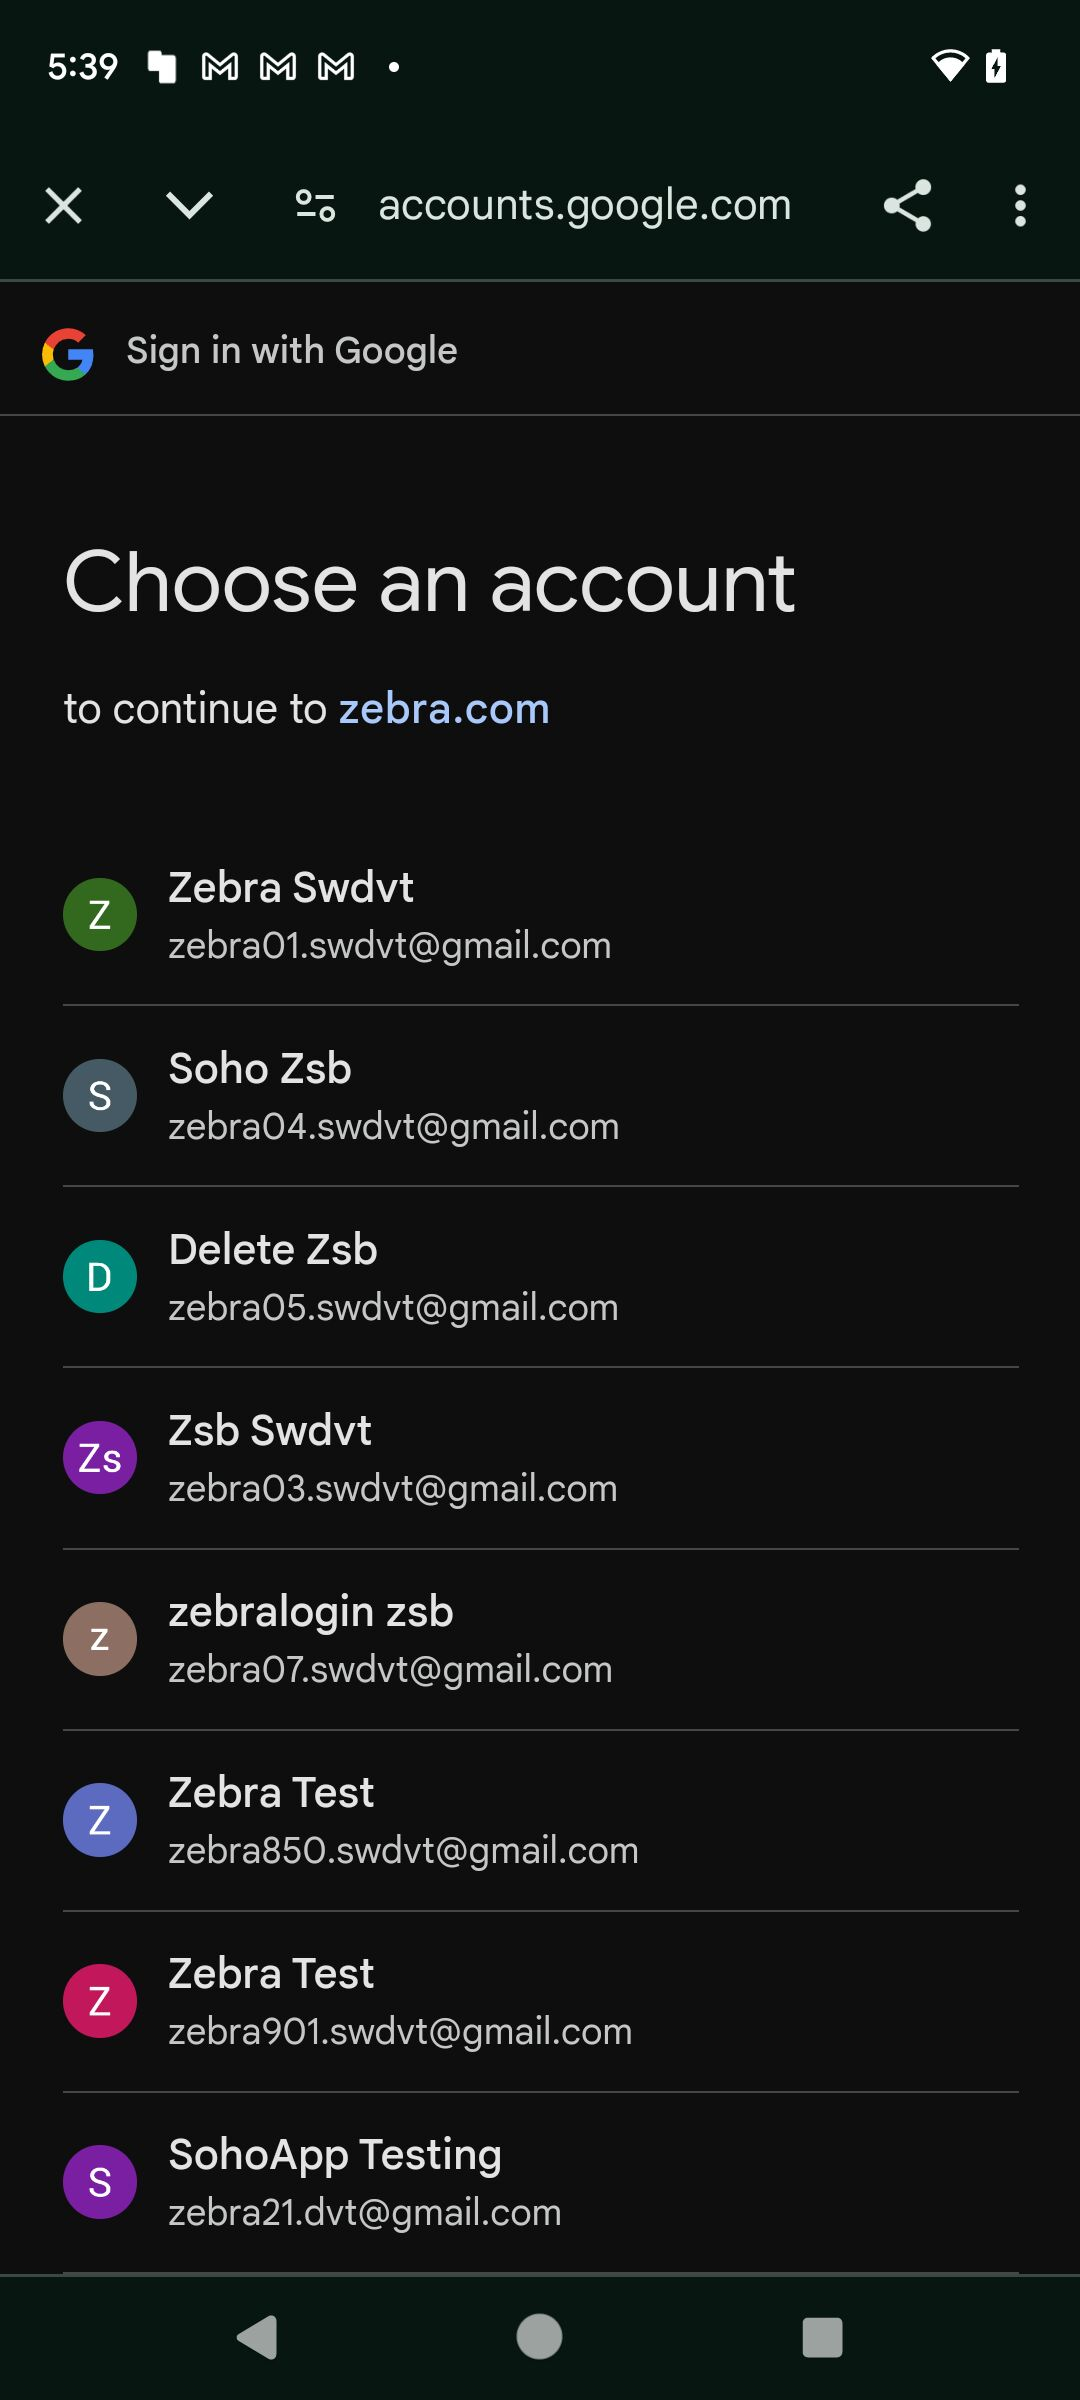 5:39
accounts.google.com
Sign in with Google
Choose an account
to continue to zebra.com
Z
Zebra Swdvt
zebra01.swdvt@gmail.com
S
Soho Zsb
zebra04.swdvt@gmail.com
D
Delete Zsb
zebra05.swdvt@gmail.com
Zs
Zsb Swdvt
zebra03.swdvt@gmail.com
z
zebralogin zsb
zebra07.swdvt@gmail.com
Z
Zebra Test
zebra850.swdvt@gmail.com
Z
Zebra Test
zebra901.swdvt@gmail.com
S
SohoApp Testing
zebra21.dvt@gmail.com